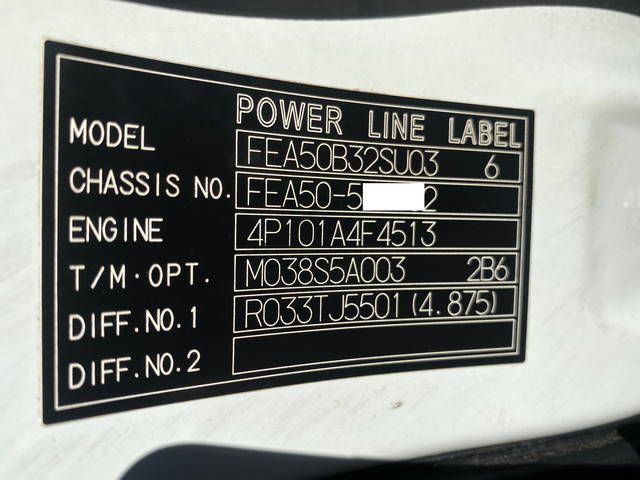 POWER LINE LABEL
MODEL FEA50B32SU03 6
CHASSIS NO. FEA50-5 2
ENGINE 4P101A4F4513
T/M·OPT. M038S5A003 2B6
DIFF.NO.1 R033TJ5501 (4.875)
DIFF.NO.2